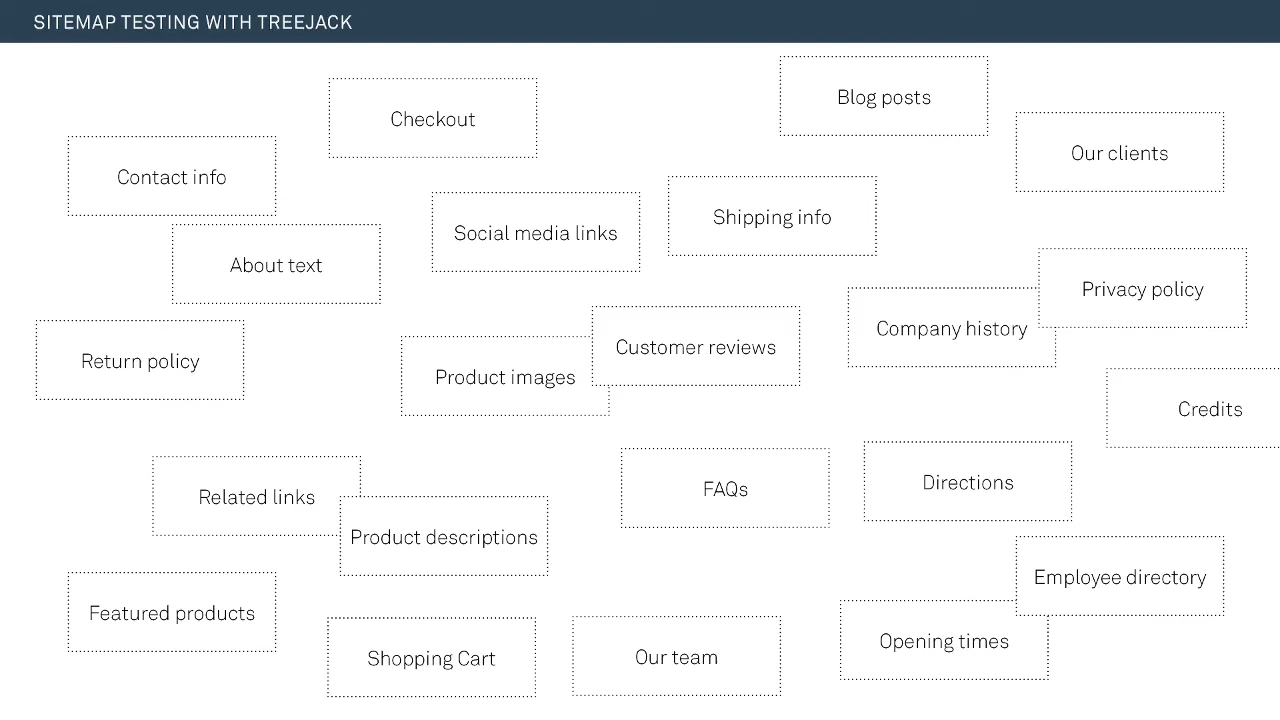 SITEMAP TESTING WITH TREEJACK
Blog posts
Checkout
Our clients
Contact info
Shipping info
Social media links
About text
Privacy policy
Company history
Customer reviews
Return policy
Product images
Credits
Directions
FAQs
Related links
Product descriptions
Employee directory
Featured products
Opening times
Our team
Shopping Cart